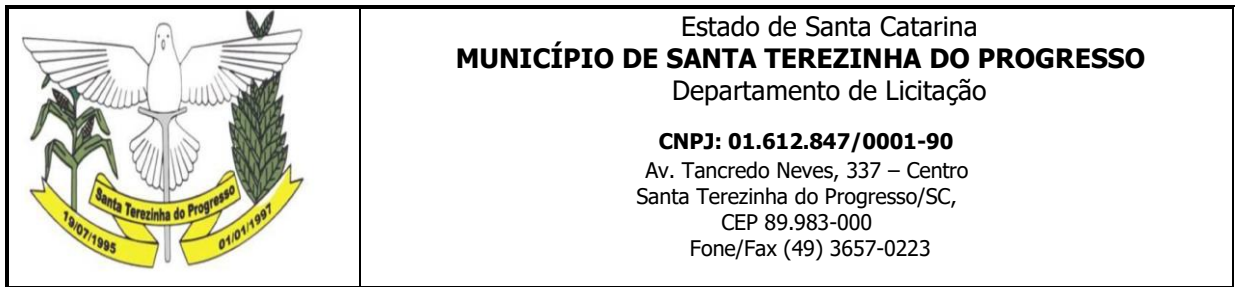 Santa Terezinha do Progresso
19/07/1995
01/01/1997
Estado de Santa Catarina
MUNICÍPIO DE SANTA TEREZINHA DO PROGRESSO
Departamento de Licitação
CNPJ: 01.612.847/0001-90
Av. Tancredo Neves, 337 – Centro
Santa Terezinha do Progresso/SC,
CEP 89.983-000
Fone/Fax (49) 3657-0223